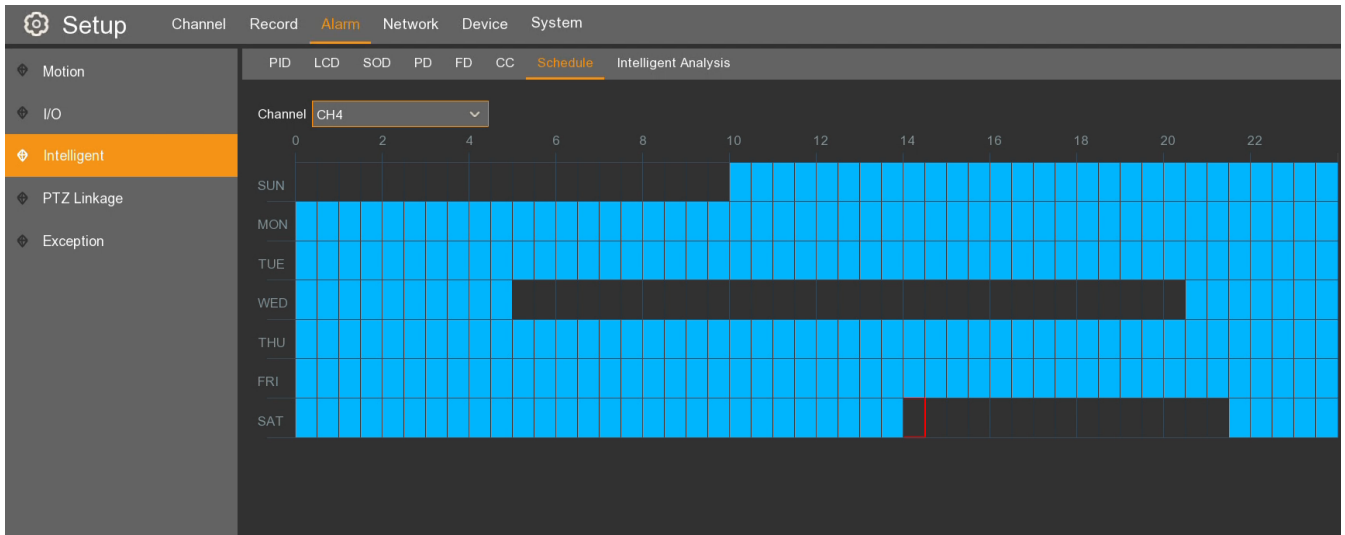 Setup Channel Record Alarm Network Device System
Motion
I/O
Intelligent
PTZ Linkage
Exception
PID LCD SOD PD FD CC Schedule Intelligent Analysis
Channel CH4
0 2 4 6 8 10 12 14 16 18 20 22
SUN
MON
TUE
WED
THU
FRI
SAT